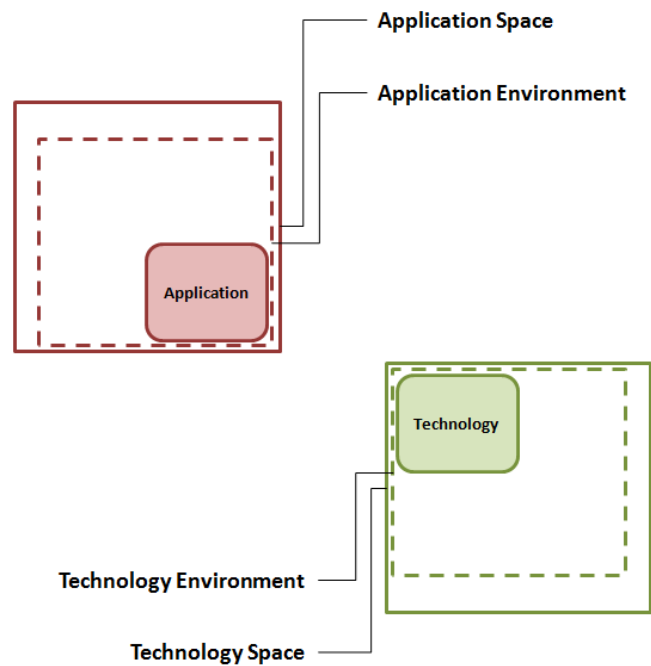 Application Space
Application Environment
Application
Technology
Technology Environment
Technology Space